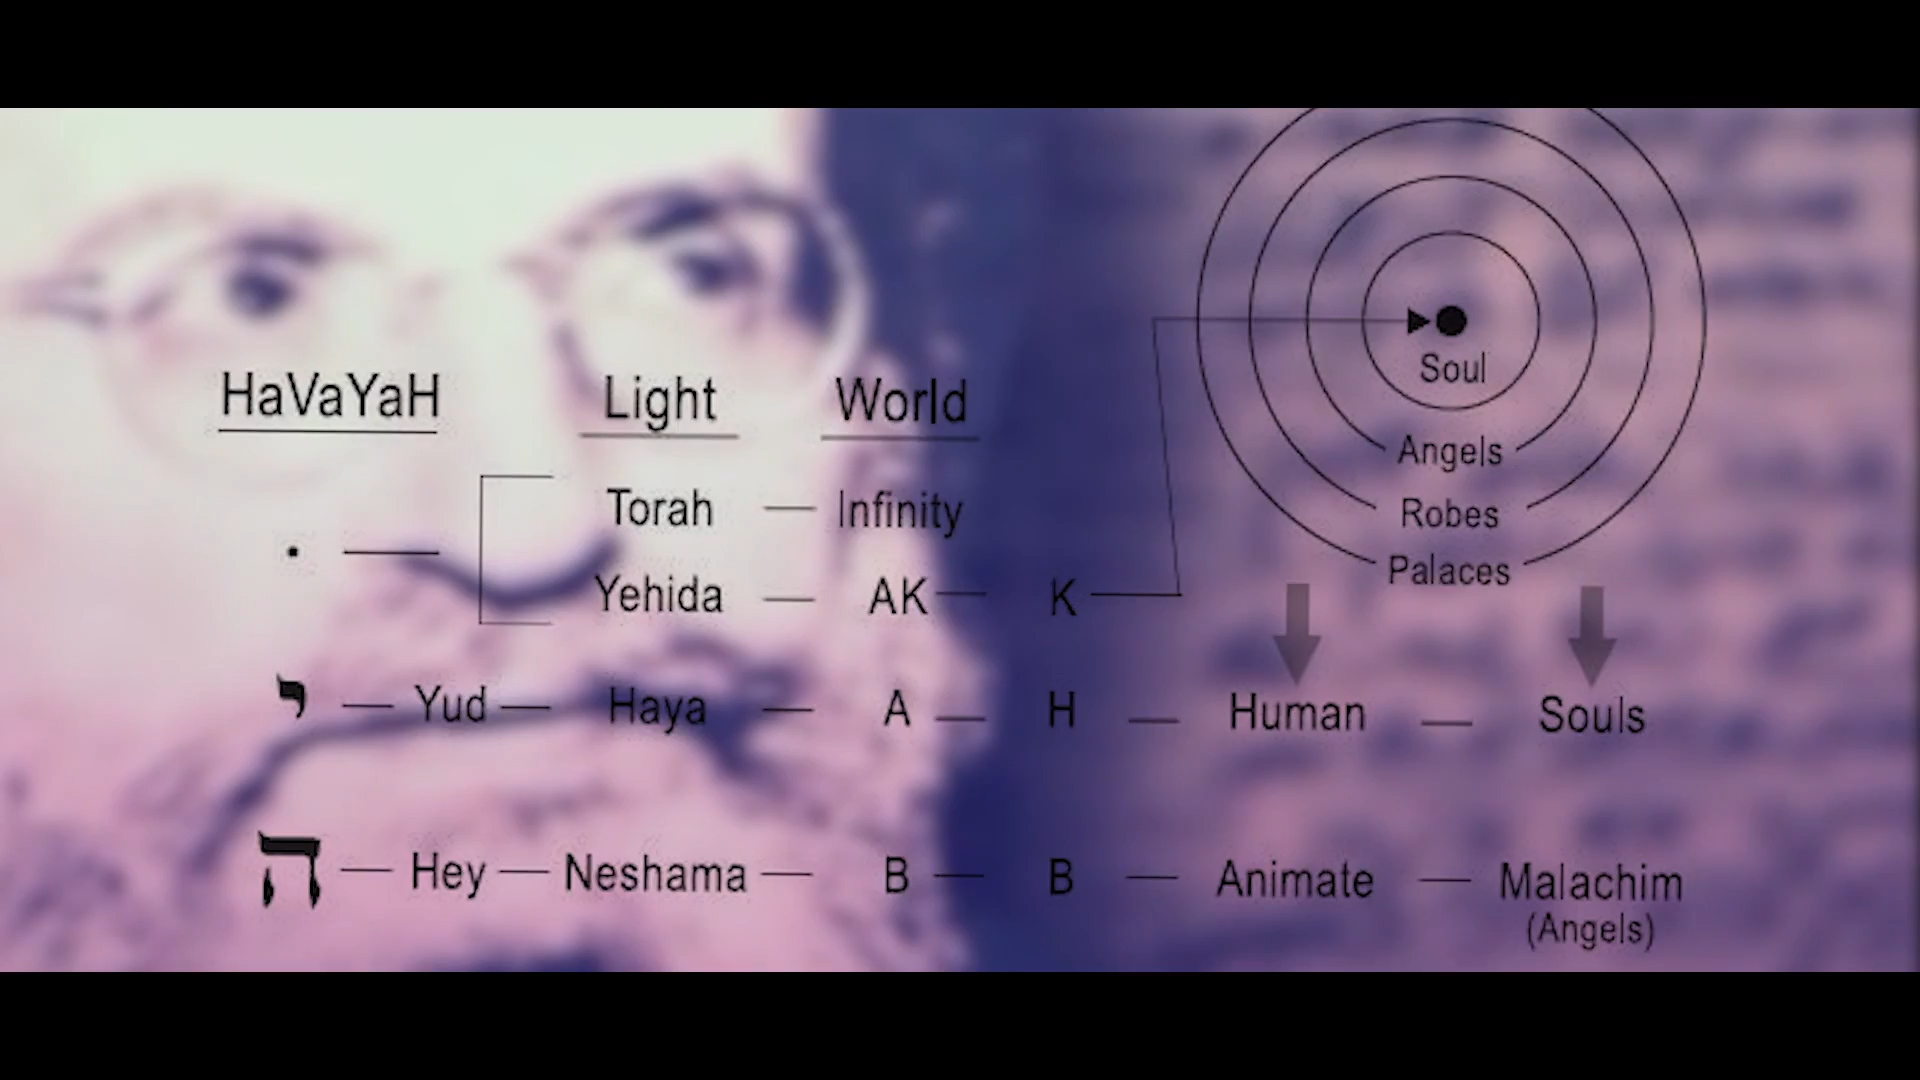 HaVaYaH Light World
Soul
Angels
Torah — Infinity
Robes
· —
Palaces
Yehida — AK — K —
י — Yud — Haya — A — H — Human — Souls
ה — Hey — Neshama — B — B — Animate — Malachim
(Angels)